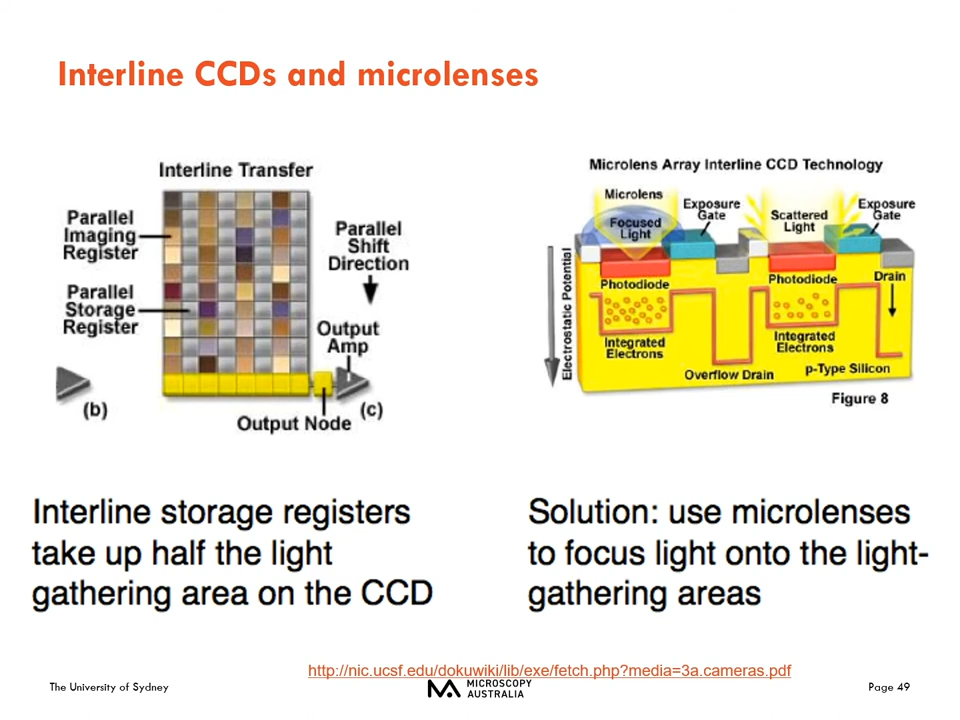 Interline CCDs and microlenses
Interline Transfer
Parallel
Imaging
Register
Parallel
Storage
Register
Parallel
Shift
Direction
Output
Amp
(b)
(c)
Output Node
Microlens Array Interline CCD Technology
Microlens
Focused
Light
Exposure
Gate
Scattered
Light
Exposure
Gate
Electrostatic Potential
Photodiode
Photodiode
Drain
Integrated
Electrons
Integrated
Electrons
Overflow Drain
p-Type Silicon
Figure 8
Interline storage registers
take up half the light
gathering area on the CCD
Solution: use microlenses
to focus light onto the light-
gathering areas
http://nic.ucsf.edu/dokuwiki/lib/exe/fetch.php?media=3a.cameras.pdf
The University of Sydney
MICROSCOPY
AUSTRALIA
Page 49